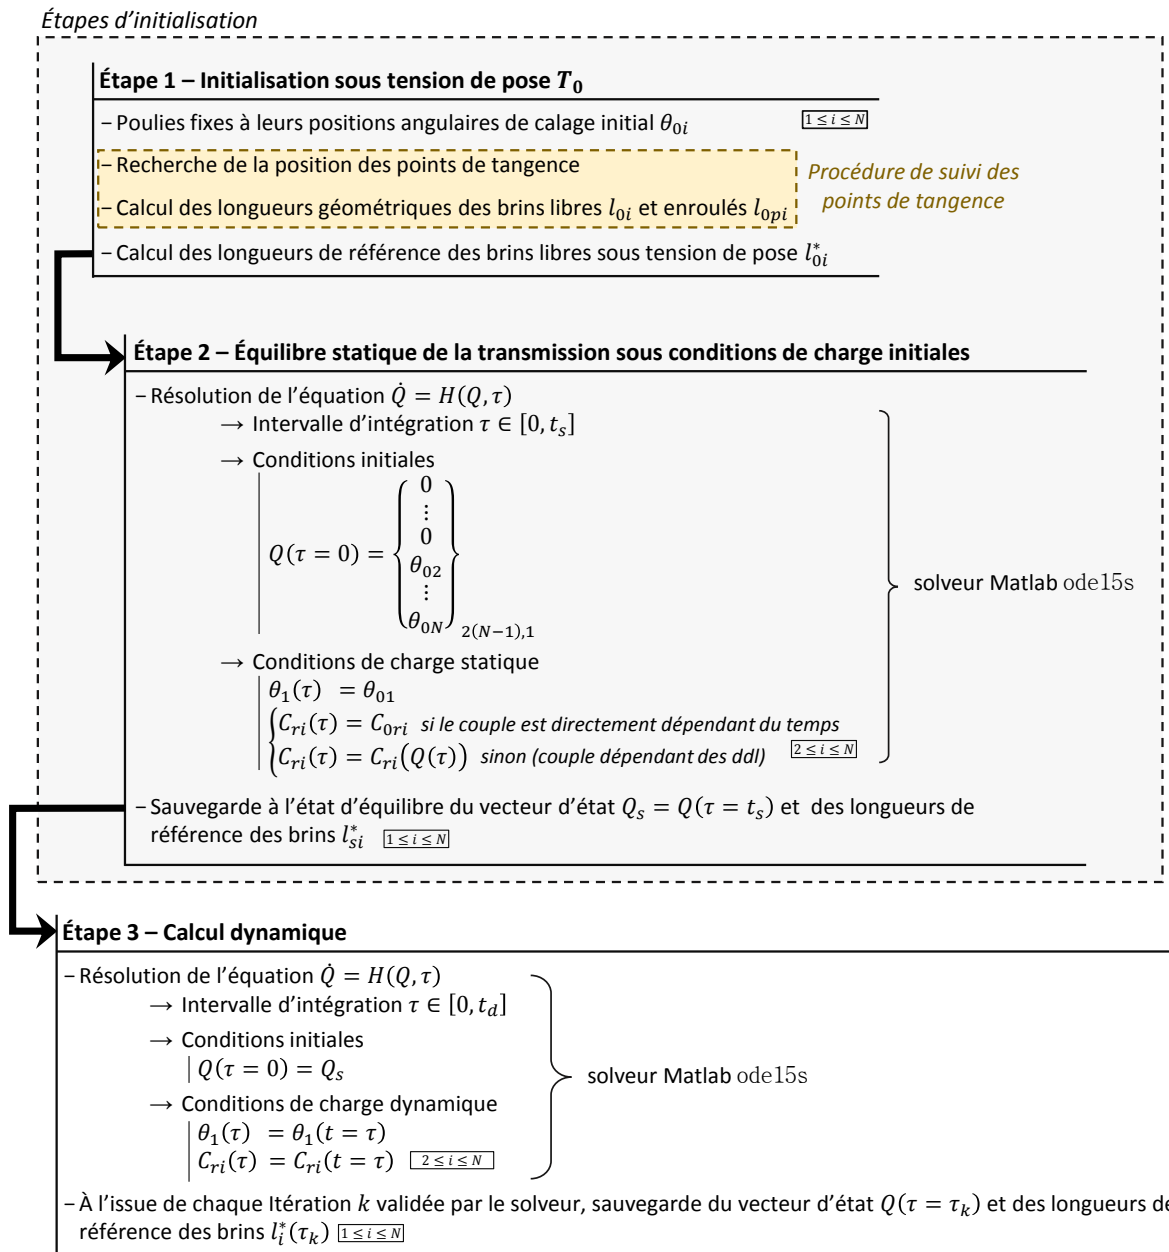 Étapes d’initialisation
Étape 1 – Initialisation sous tension de pose T₀
– Poulies fixes à leurs positions angulaires de calage initial θ₀ᵢ 1 ≤ i ≤ N
– Recherche de la position des points de tangence
– Calcul des longueurs géométriques des brins libres l₀ᵢ et enroulés l₀ₚᵢ
Procédure de suivi des
points de tangence
– Calcul des longueurs de référence des brins libres sous tension de pose l*₀ᵢ
Étape 2 – Équilibre statique de la transmission sous conditions de charge initiales
– Résolution de l’équation Q̇ = H(Q, τ)
→ Intervalle d’intégration τ ∈ [0, tₛ]
→ Conditions initiales
Q(τ = 0) = { 0 ⋮ 0 θ₀₂ ⋮ θ₀N } 2(N−1),1
solveur Matlab ode15s
→ Conditions de charge statique
θ₁(τ) = θ₀₁
Cᵣᵢ(τ) = C₀ᵣᵢ si le couple est directement dépendant du temps
Cᵣᵢ(τ) = Cᵣᵢ(Q(τ)) sinon (couple dépendant des ddl) 2 ≤ i ≤ N
– Sauvegarde à l’état d’équilibre du vecteur d’état Qₛ = Q(τ = tₛ) et des longueurs de
référence des brins l*ₛᵢ 1 ≤ i ≤ N
Étape 3 – Calcul dynamique
– Résolution de l’équation Q̇ = H(Q, τ)
→ Intervalle d’intégration τ ∈ [0, t_d]
→ Conditions initiales
Q(τ = 0) = Qₛ
solveur Matlab ode15s
→ Conditions de charge dynamique
θ₁(τ) = θ₁(t = τ)
Cᵣᵢ(τ) = Cᵣᵢ(t = τ) 2 ≤ i ≤ N
– À l’issue de chaque Itération k validée par le solveur, sauvegarde du vecteur d’état Q(τ = τₖ) et des longueurs de
référence des brins l*ᵢ(τₖ) 1 ≤ i ≤ N